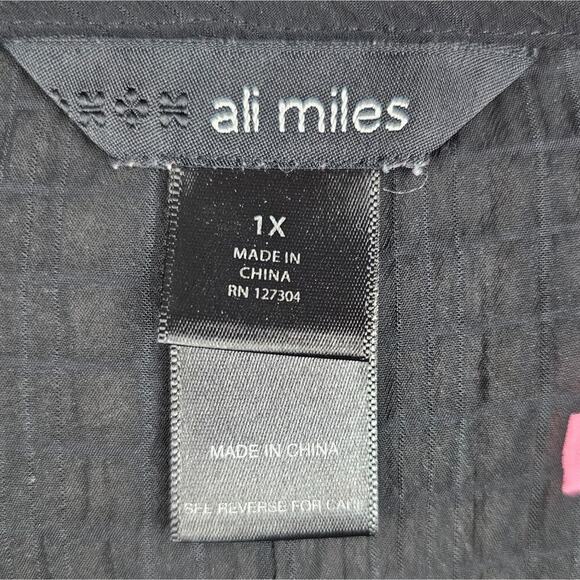 ali miles
1X
MADE IN
CHINA
RN 127304
MADE IN CHINA
SEE REVERSE FOR CARE